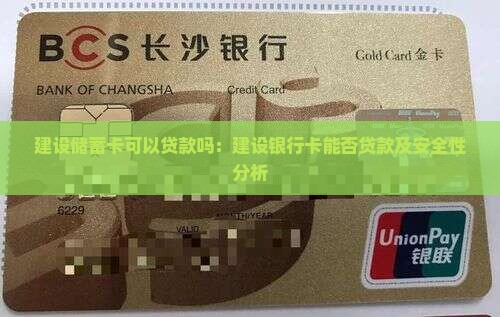 BCS 长沙银行
Gold Card 金卡
BANK OF CHANGSHA
Credit Card
建设储蓄卡可以贷款吗：建设银行卡能否贷款及安全性
分析
6229
MONTH/YEAR
VALID
UnionPay
银联